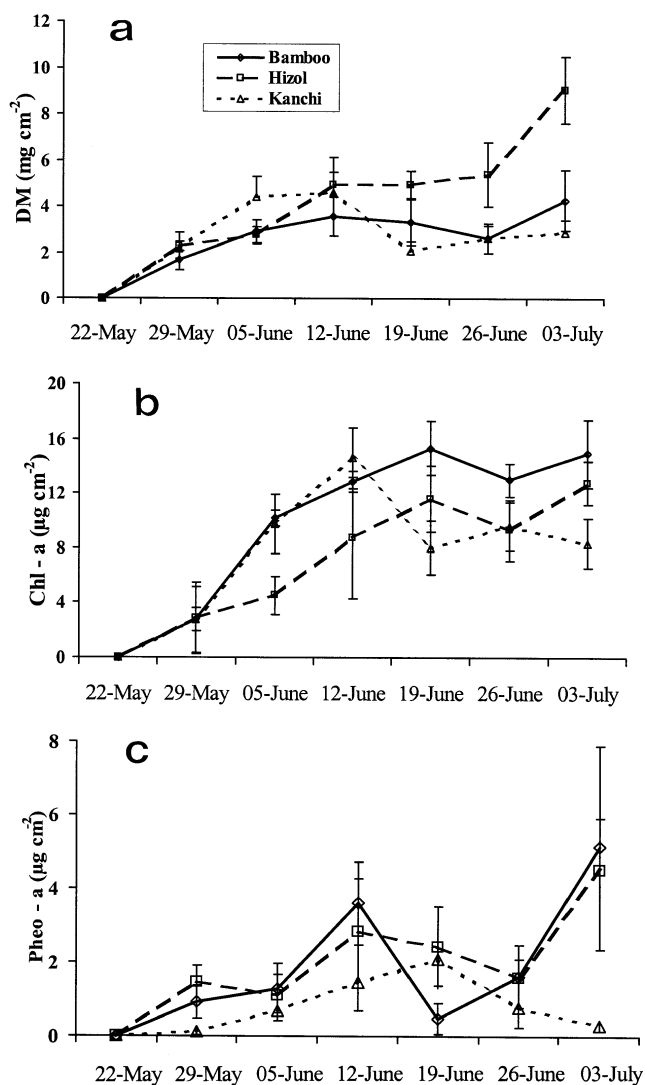 a
12
10
8
6
4
2
0
DM (mg cm-2)
Bamboo
Hizol
Kanchi
22-May 29-May 05-June 12-June 19-June 26-June 03-July
b
20
16
12
8
4
0
Chl - a (µg cm-2)
22-May 29-May 05-June 12-June 19-June 26-June 03-July
c
8
6
4
2
0
Pheo - a (µg cm2)
22-May 29-May 05-June 12-June 19-June 26-June 03-July